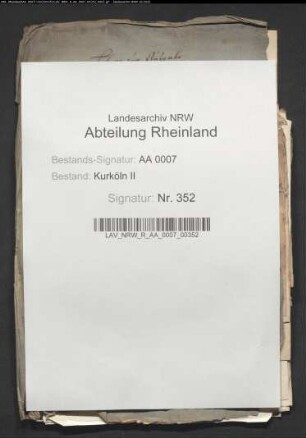 Landesarchiv NRW
Abteilung Rheinland
Bestands-Signatur: AA 0007
Bestand: Kurköln II
Signatur: Nr. 352
LAV_NRW_R_AA_0007_00352